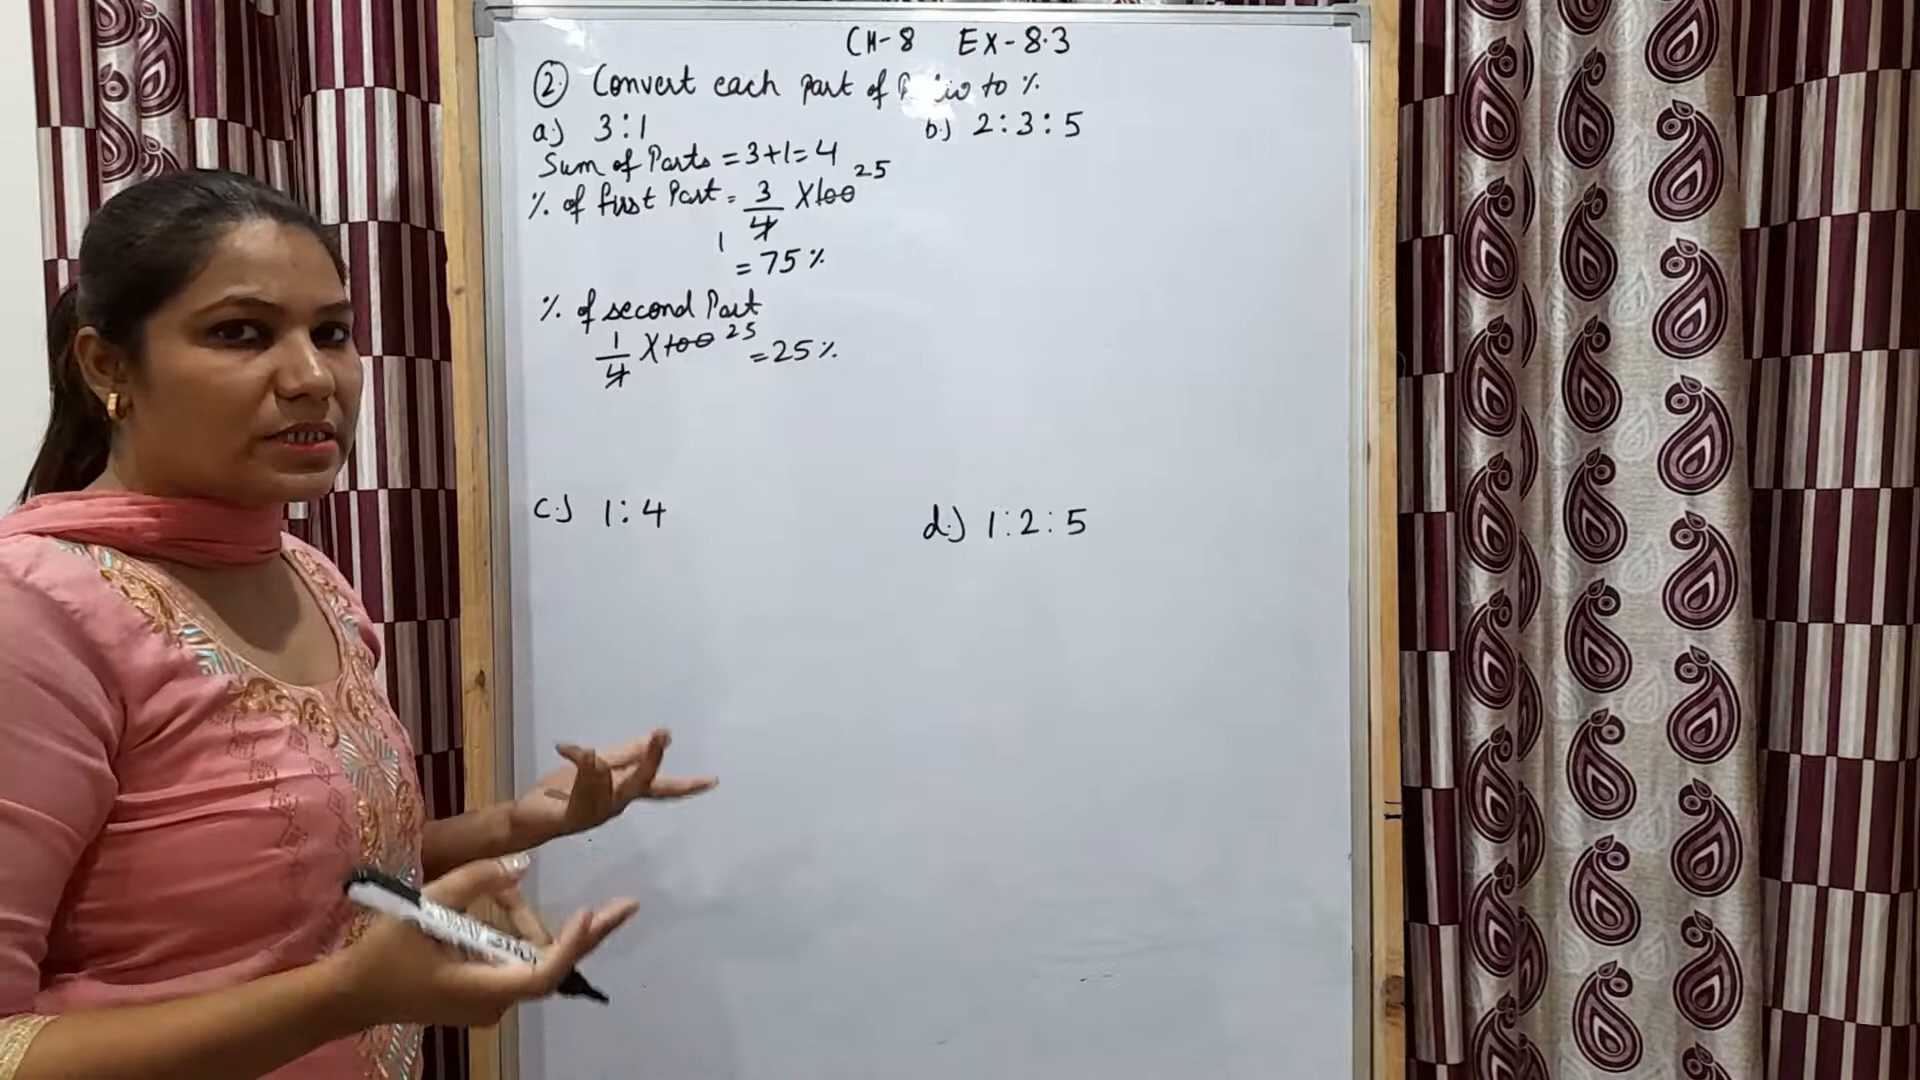 CH-8 EX-8.3
2. Convert each part of to %
a.) 3:1
Sum of Parts = 3+1=4
% of first Part = 3/4 X100 25
1
= 75%
% of second Part
1/4 X100 25 = 25%
b.) 2:3:5
c.) 1:4
d.) 1:2:5